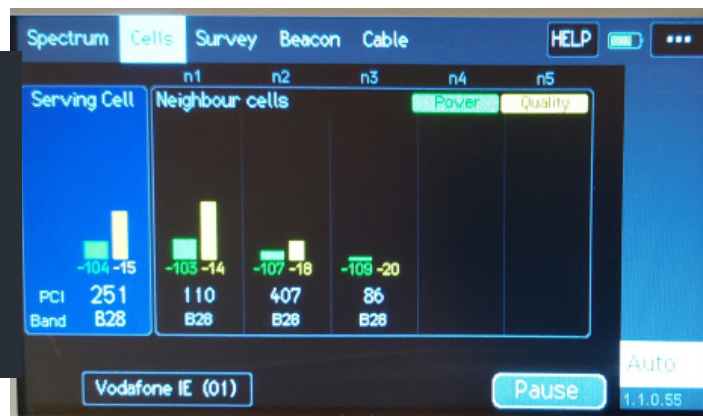 Spectrum Cells Survey Beacon Cable HELP ...
n1 n2 n3 n4 n5
Serving Cell Neighbour cells Power Quality
-104 -15 -103 -14 -107 -18 -109 -20
PCI 251 110 407 86
Band B28 B28 B28 B28
Auto
Vodafone IE (01) Pause
1.1.0.55